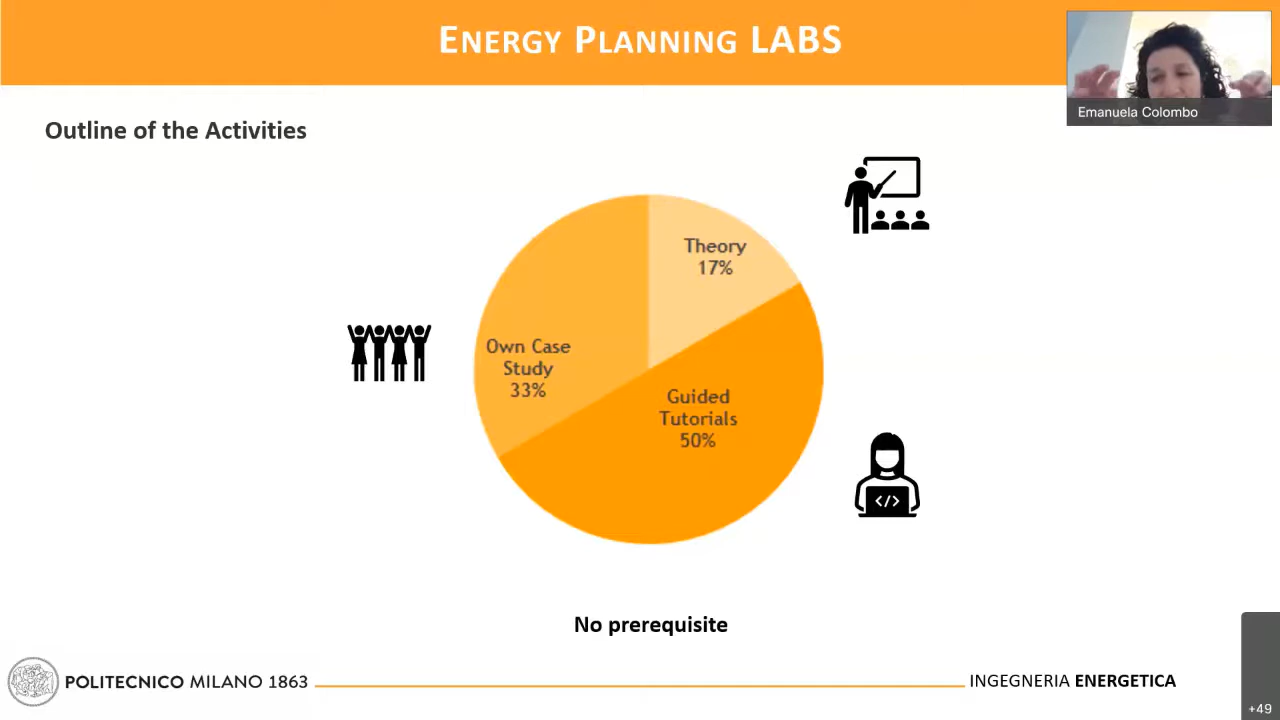 ENERGY PLANNING LABS
Emanuela Colombo
Outline of the Activities
Theory
17%
Own Case
Study
33%
Guided
Tutorials
50%
</>
No prerequisite
POLITECNICO MILANO 1863
INGEGNERIA ENERGETICA
+49